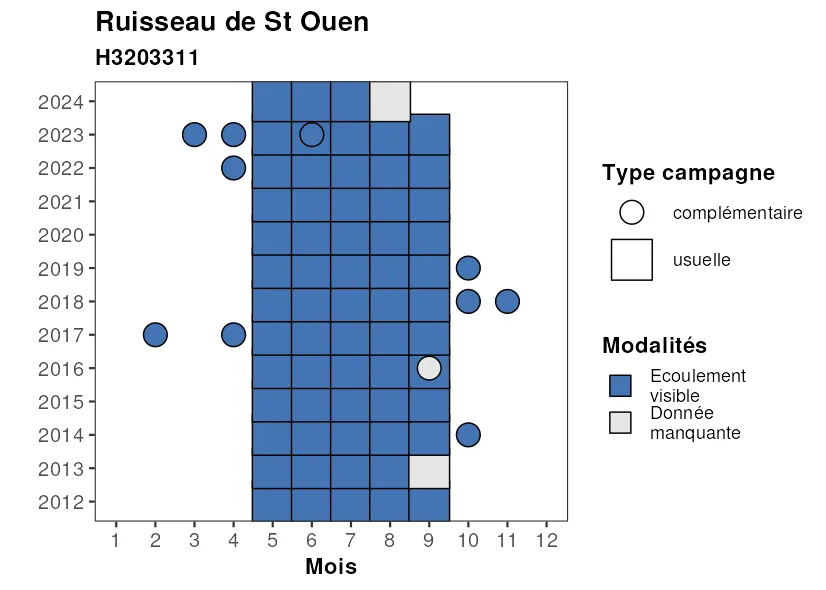 Ruisseau de St Ouen
H3203311
2024
2023
2022
2021
2020
2019
2018
2017
2016
2015
2014
2013
2012
1 2 3 4 5 6 7 8 9 10 11 12
Mois
Type campagne
complémentaire
usuelle
Modalités
Ecoulement
visible
Donnée
manquante